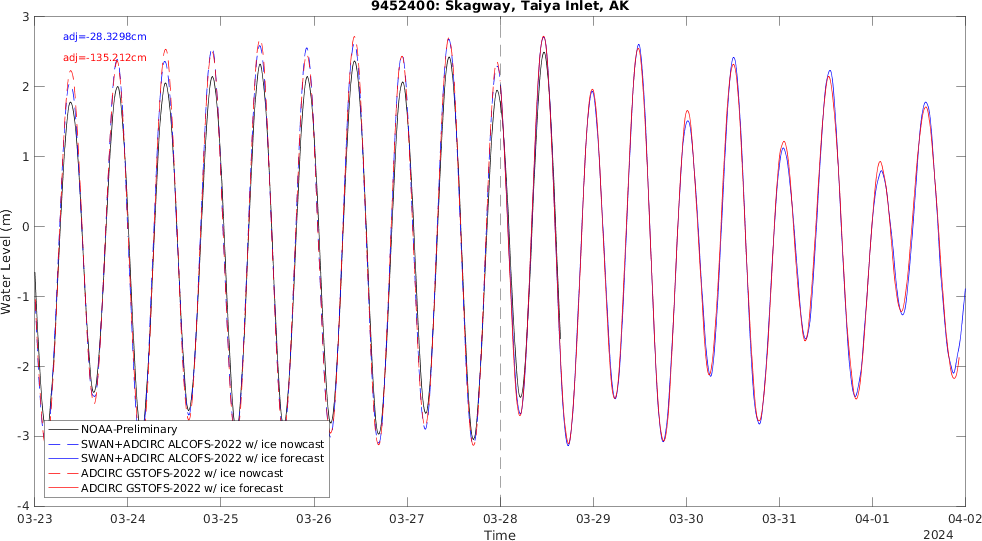 9452400: Skagway, Taiya Inlet, AK
adj=-28.3298cm
adj=-135.212cm
Water Level (m)
3
2
1
0
-1
-2
-3
-4
NOAA-Preliminary
SWAN+ADCIRC ALCOFS-2022 w/ ice nowcast
SWAN+ADCIRC ALCOFS-2022 w/ ice forecast
ADCIRC GSTOFS-2022 w/ ice nowcast
ADCIRC GSTOFS-2022 w/ ice forecast
03-23 03-24 03-25 03-26 03-27 03-28 03-29 03-30 03-31 04-01 04-02
Time
2024